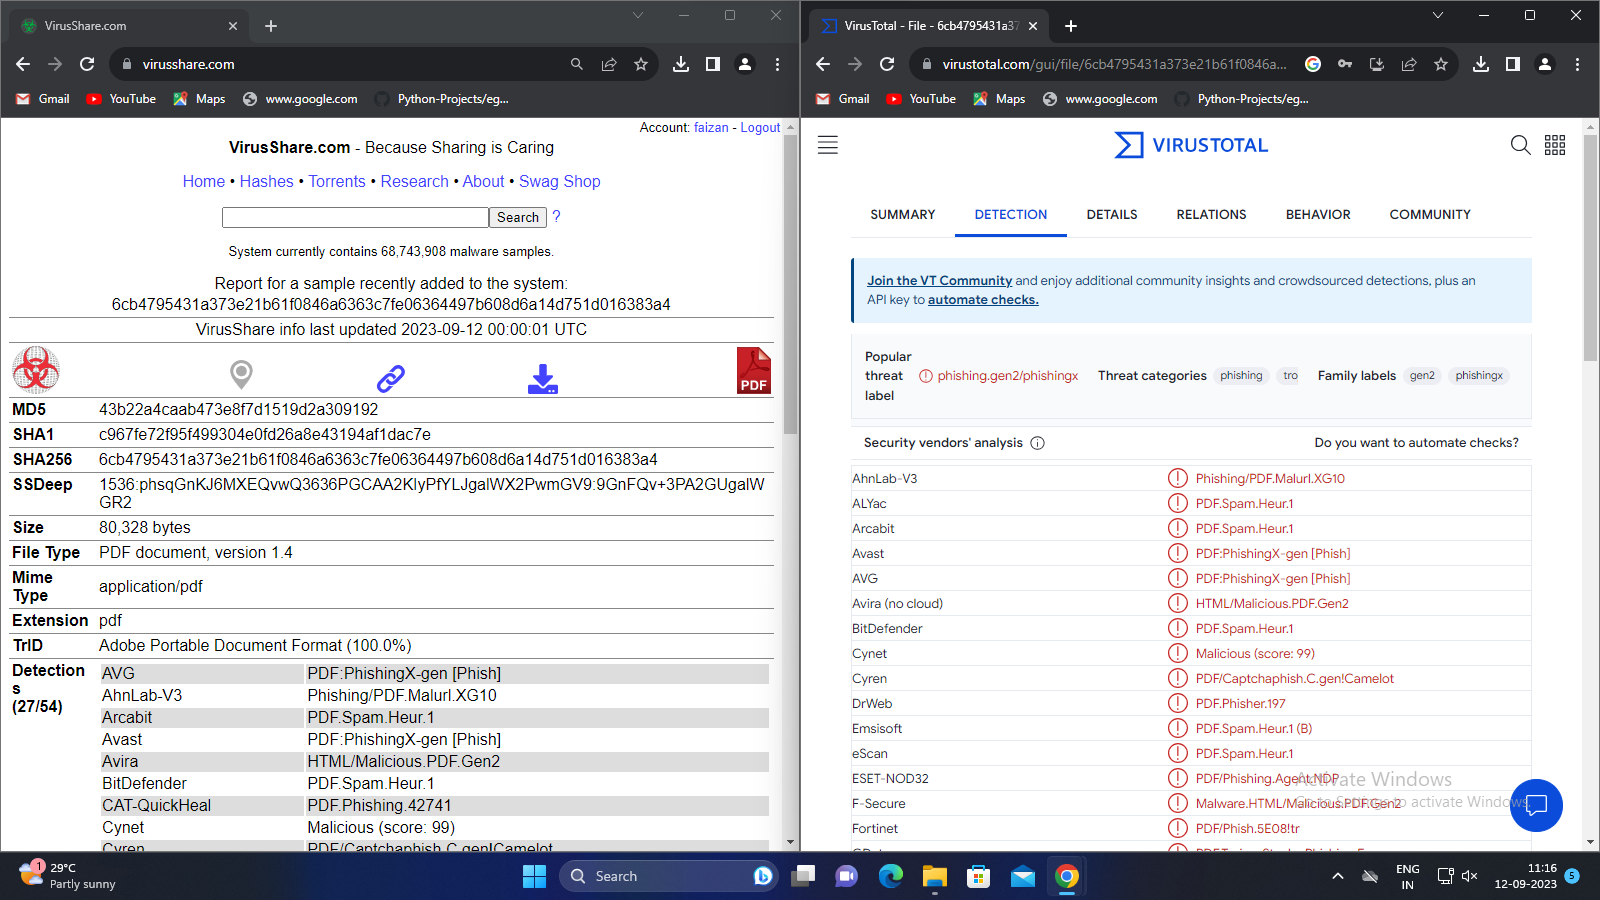 VirusShare.com
virusshare.com
Gmail
YouTube
Maps
www.google.com
Python-Projects/eg...
Account: faizan - Logout
VirusShare.com - Because Sharing is Caring
Home • Hashes • Torrents • Research • About • Swag Shop
Search ?
System currently contains 68,743,908 malware samples.
Report for a sample recently added to the system:
6cb4795431a373e21b61f0846a6363c7fe06364497b608d6a14d751d016383a4
VirusShare info last updated 2023-09-12 00:00:01 UTC
PDF
MD5 43b22a4caab473e8f7d1519d2a309192
SHA1 c967fe72f95f499304e0fd26a8e43194af1dac7e
SHA256 6cb4795431a373e21b61f0846a6363c7fe06364497b608d6a14d751d016383a4
SSDeep 1536:phsqGnKJ6MXEQvwQ3636PGCAA2KlyPfYLJgalWX2PwmGV9:9GnFQv+3PA2GUgalW
GR2
Size 80,328 bytes
File Type PDF document, version 1.4
Mime
Type application/pdf
Extension pdf
TrID Adobe Portable Document Format (100.0%)
Detection
s
(27/54)
AVG PDF:PhishingX-gen [Phish]
AhnLab-V3 Phishing/PDF.Malurl.XG10
Arcabit PDF.Spam.Heur.1
Avast PDF:PhishingX-gen [Phish]
Avira HTML/Malicious.PDF.Gen2
BitDefender PDF.Spam.Heur.1
CAT-QuickHeal PDF.Phishing.42741
Cynet Malicious (score: 99)
Cyren PDF/Captchaphish.C.gen!Camelot
VirusTotal - File - 6cb4795431a37
virustotal.com/gui/file/6cb4795431a373e21b61f0846a...
Gmail
YouTube
Maps
www.google.com
Python-Projects/eg...
VIRUSTOTAL
SUMMARY
DETECTION
DETAILS
RELATIONS
BEHAVIOR
COMMUNITY
Join the VT Community and enjoy additional community insights and crowdsourced detections, plus an
API key to automate checks.
Popular
threat
label
phishing.gen2/phishingx
Threat categories phishing tro
Family labels gen2 phishingx
Security vendors' analysis
Do you want to automate checks?
AhnLab-V3 Phishing/PDF.Malurl.XG10
ALYac PDF.Spam.Heur.1
Arcabit PDF.Spam.Heur.1
Avast PDF:PhishingX-gen [Phish]
AVG PDF:PhishingX-gen [Phish]
Avira (no cloud) HTML/Malicious.PDF.Gen2
BitDefender PDF.Spam.Heur.1
Cynet Malicious (score: 99)
Cyren PDF/Captchaphish.C.gen!Camelot
DrWeb PDF.Phisher.197
Emsisoft PDF.Spam.Heur.1 (B)
eScan PDF.Spam.Heur.1
ESET-NOD32 PDF/Phishing.Agent.NDP
F-Secure Malware.HTML/Malicious.PDF.Gen2
Fortinet PDF/Phish.5E08!tr
Activate Windows
Go to Settings to activate Windows.
1
29°C
Partly sunny
Search
ENG
IN
11:16
12-09-2023
5